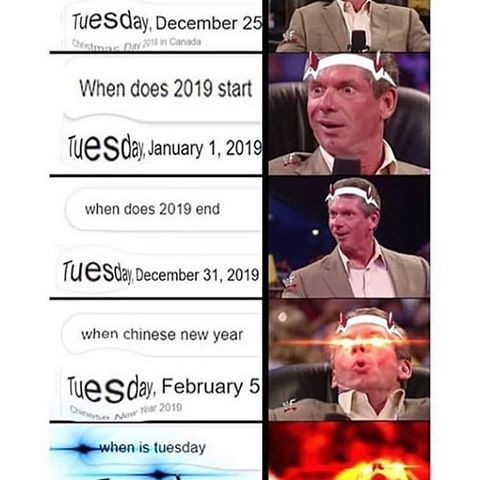 Tuesday, December 25
Christmas Day 2018 in Canada
When does 2019 start
Tuesday, January 1, 2019
when does 2019 end
Tuesday, December 31, 2019
when chinese new year
Tuesday, February 5
Chinese New Year 2019
when is tuesday